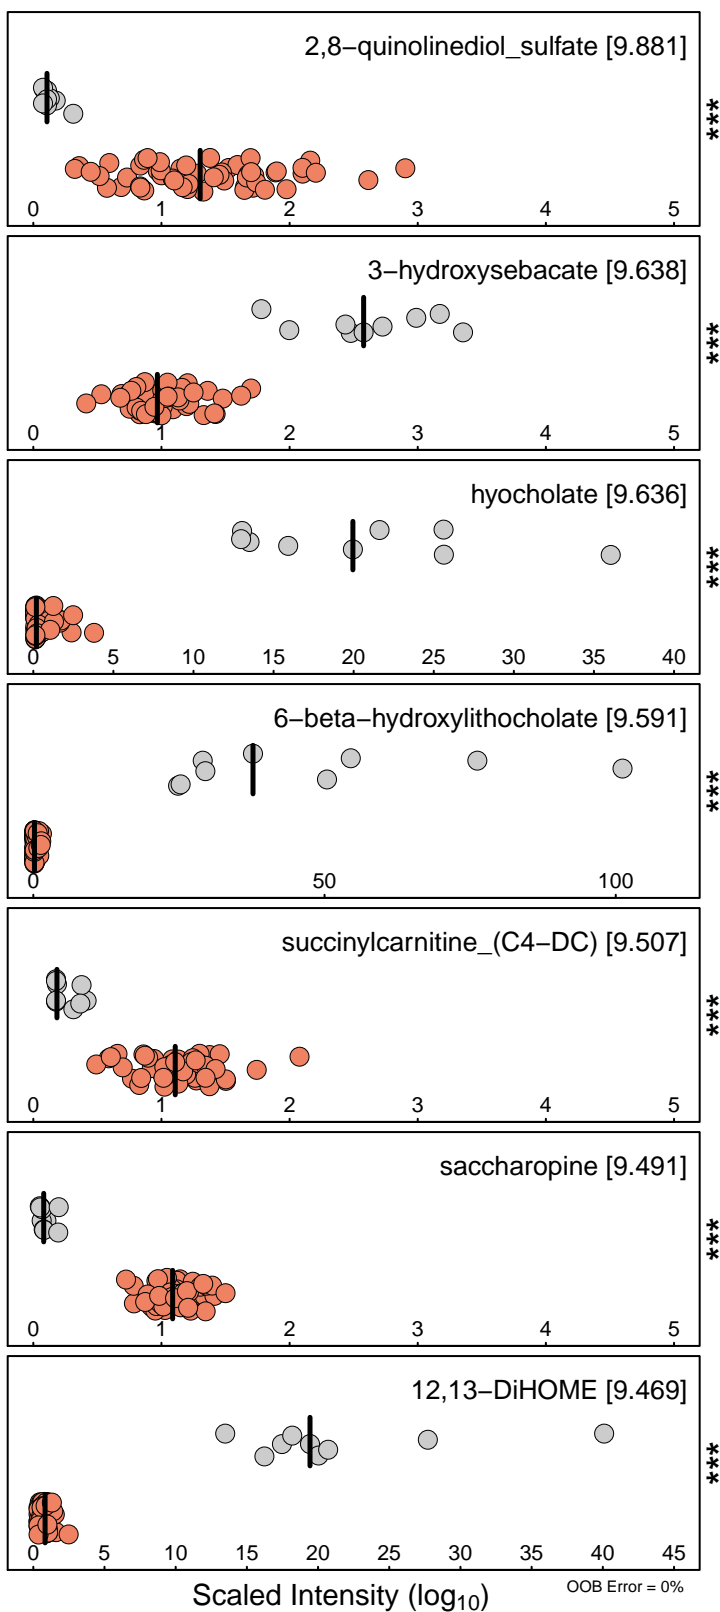 2,8−quinolinediol_sulfate [9.881]
***
0 1 2 3 4 5
3−hydroxysebacate [9.638]
***
0 1 2 3 4 5
hyocholate [9.636]
***
0 5 10 15 20 25 30 35 40
6−beta−hydroxylithocholate [9.591]
***
0 50 100
succinylcarnitine_(C4−DC) [9.507]
***
0 1 2 3 4 5
saccharopine [9.491]
***
0 1 2 3 4 5
12,13−DiHOME [9.469]
***
0 5 10 15 20 25 30 35 40 45
Scaled Intensity (log₁₀) OOB Error = 0%